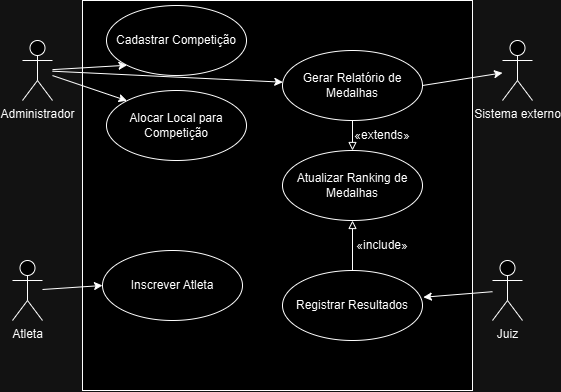 Cadastrar Competição
Administrador
Gerar Relatório de
Medalhas
Sistema externo
Alocar Local para
Competição
«extends»
Atualizar Ranking de
Medalhas
«include»
Inscrever Atleta
Registrar Resultados
Atleta
Juiz